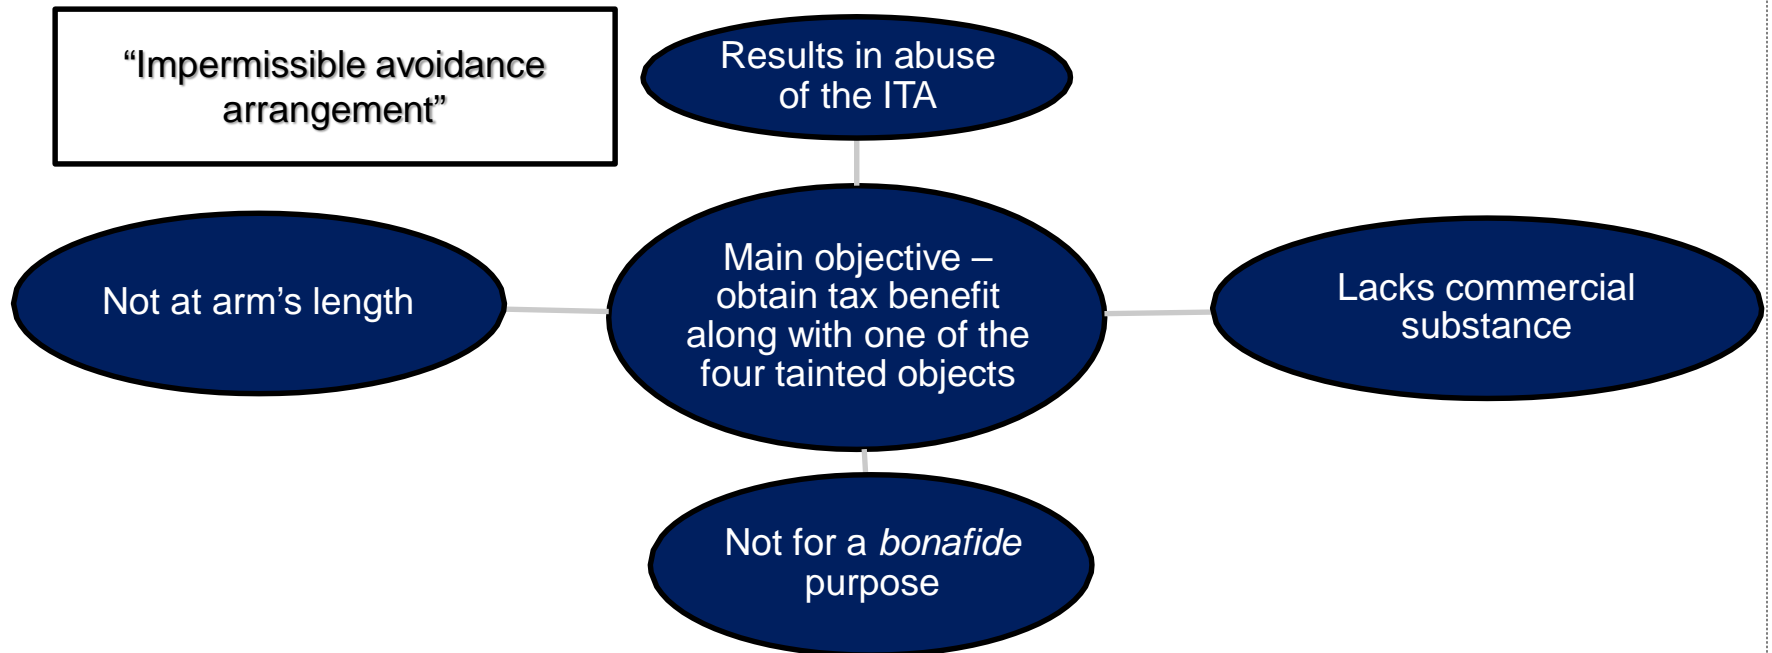 “Impermissible avoidance
arrangement”
Results in abuse
of the ITA
Not at arm’s length
Main objective –
obtain tax benefit
along with one of the
four tainted objects
Lacks commercial
substance
Not for a bonafide
purpose